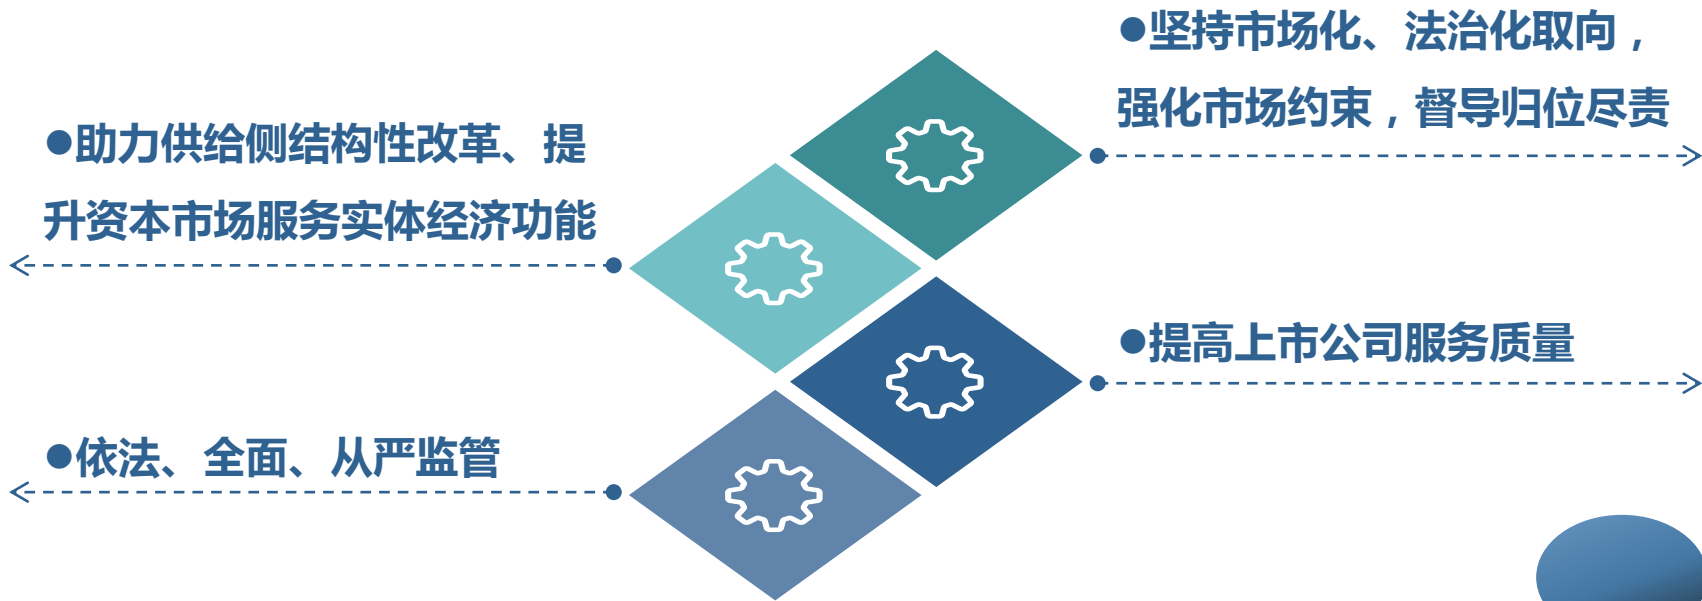 ●坚持市场化、法治化取向，
强化市场约束，督导归位尽责
●助力供给侧结构性改革、提
升资本市场服务实体经济功能
●提高上市公司服务质量
●依法、全面、从严监管